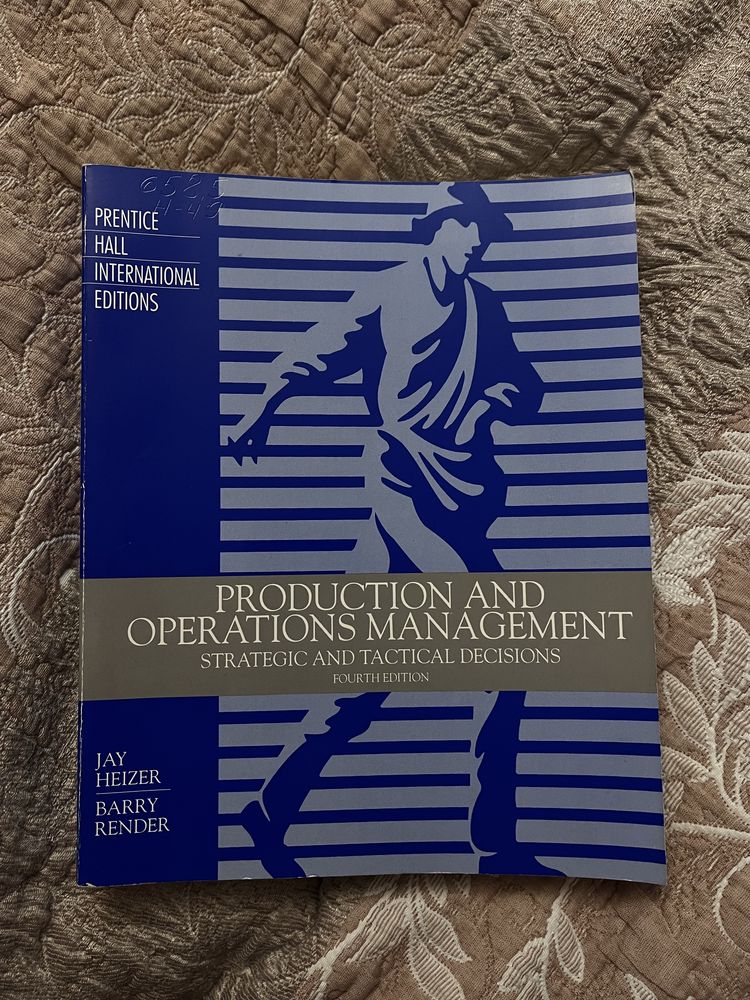 PRENTICE
HALL
INTERNATIONAL
EDITIONS
PRODUCTION AND
OPERATIONS MANAGEMENT
STRATEGIC AND TACTICAL DECISIONS
FOURTH EDITION
JAY
HEIZER
BARRY
RENDER